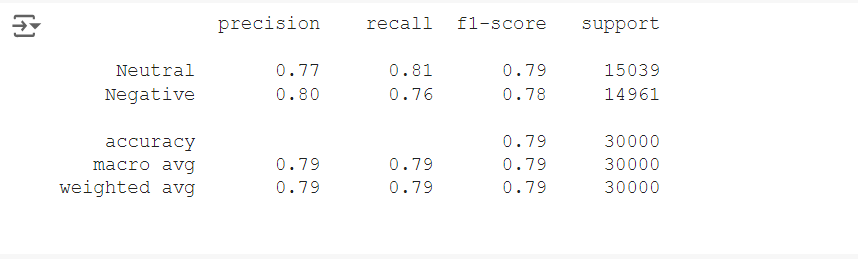 precision recall f1-score support
Neutral 0.77 0.81 0.79 15039
Negative 0.80 0.76 0.78 14961
accuracy 0.79 30000
macro avg 0.79 0.79 0.79 30000
weighted avg 0.79 0.79 0.79 30000